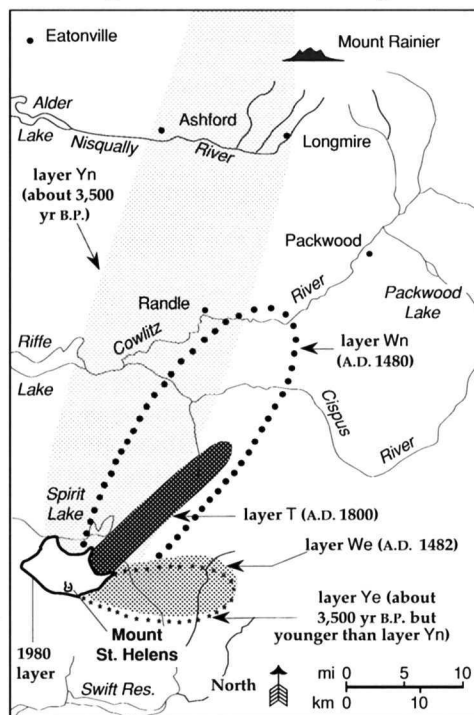 Eatonville
Mount Rainier
Alder
Lake
Nisqually
River
Ashford
Longmire
layer Yn
(about 3,500
yr B.P.)
Packwood
Randle
River
Packwood
Lake
Cowlitz
Riffe
Lake
layer Wn
(A.D. 1480)
Cispus
River
Spirit
Lake
layer T (A.D. 1800)
layer We (A.D. 1482)
layer Ye (about
3,500 yr B.P. but
younger than layer Yn)
Mount
St. Helens
1980
layer
Swift Res.
North
mi 0 5 10
km 0 10